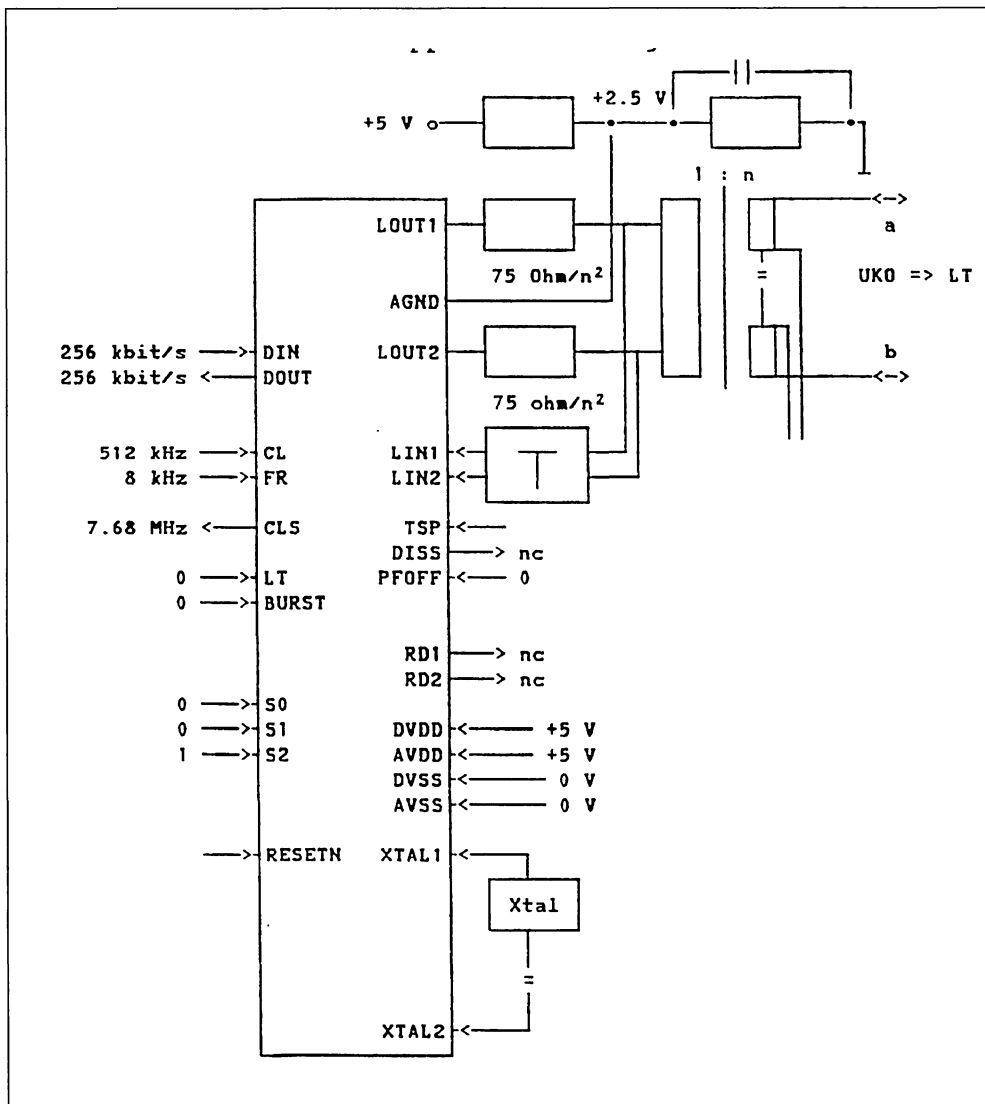 +2.5 V
+5 V
1 : n
LOUT1
a
75 Ohm/n²
UK0 => LT
AGND
256 kbit/s DIN LOUT2 b
256 kbit/s DOUT
75 ohm/n²
512 kHz CL LIN1
8 kHz FR LIN2
7.68 MHz CLS TSP
DISS nc
0 LT PFOFF 0
0 BURST
RD1 nc
RD2 nc
0 S0
0 S1 DVDD +5 V
1 S2 AVDD +5 V
DVSS 0 V
AVSS 0 V
RESETN XTAL1
Xtal
XTAL2